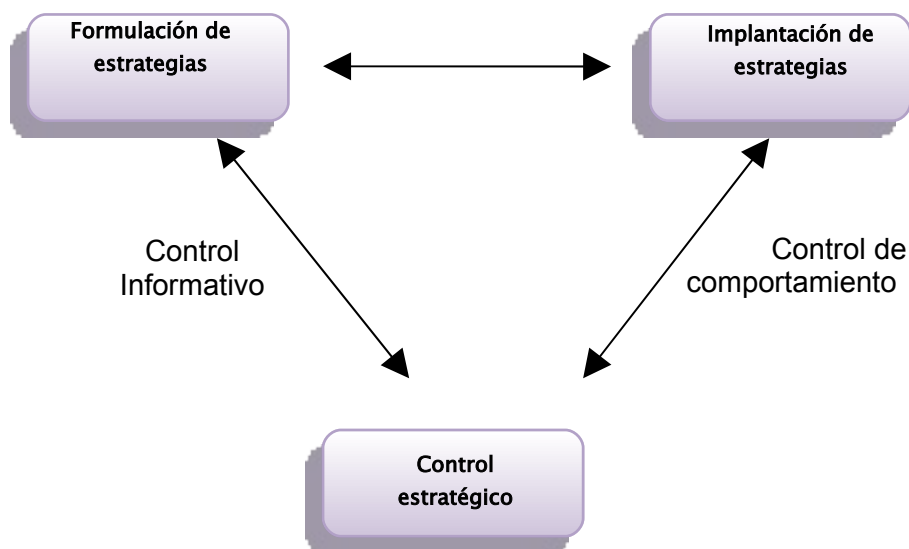 Formulación de
estrategias
Implantación de
estrategias
Control
Informativo
Control de
comportamiento
Control
estratégico